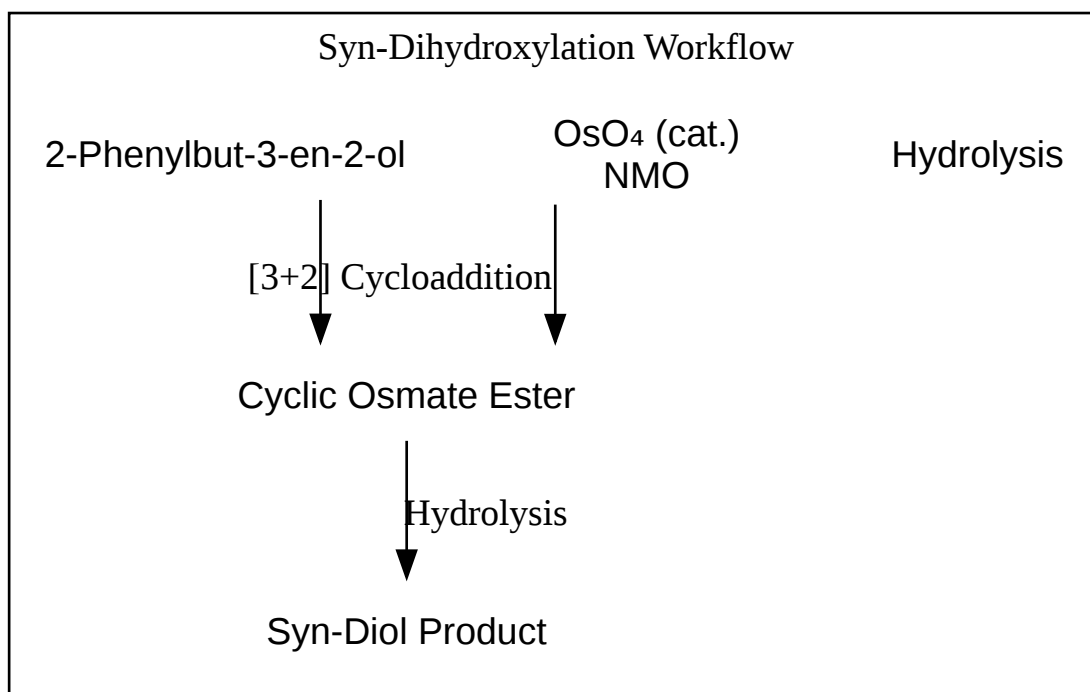 Syn-Dihydroxylation Workflow
2-Phenylbut-3-en-2-ol
OsO₄ (cat.)
NMO
Hydrolysis
[3+2] Cycloaddition
Cyclic Osmate Ester
Hydrolysis
Syn-Diol Product